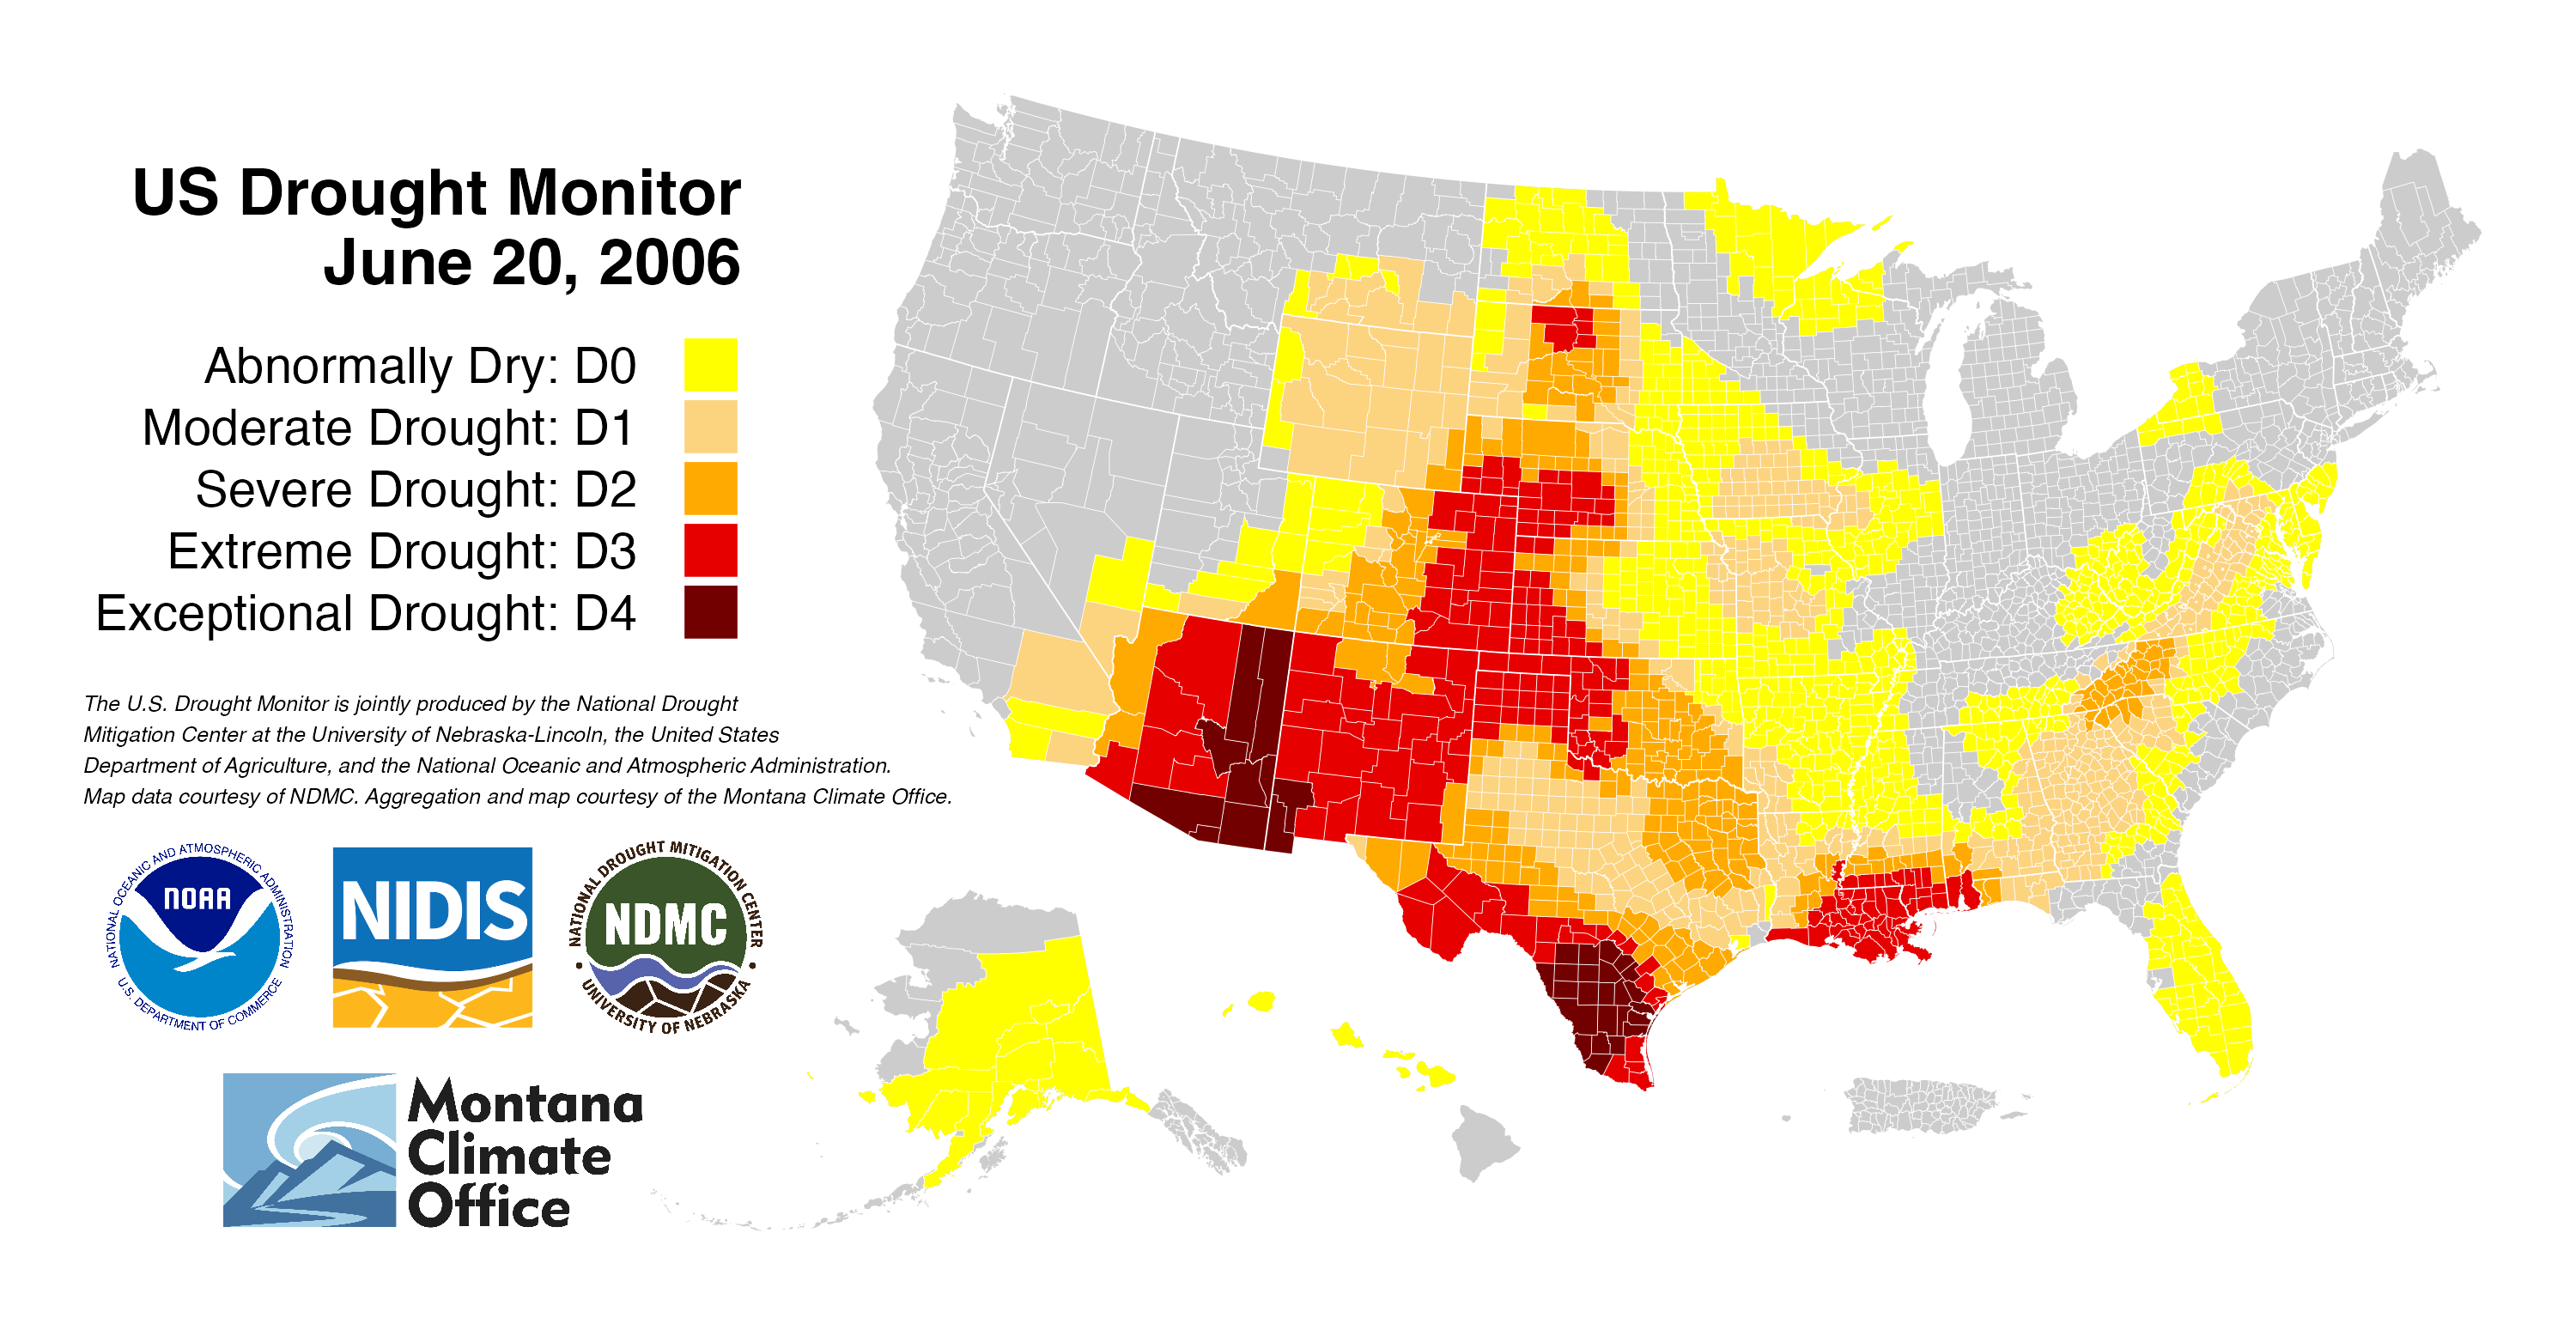 US Drought Monitor
June 20, 2006
Abnormally Dry: D0
Moderate Drought: D1
Severe Drought: D2
Extreme Drought: D3
Exceptional Drought: D4
The U.S. Drought Monitor is jointly produced by the National Drought
Mitigation Center at the University of Nebraska-Lincoln, the United States
Department of Agriculture, and the National Oceanic and Atmospheric Administration.
Map data courtesy of NDMC. Aggregation and map courtesy of the Montana Climate Office.
NATIONAL OCEANIC AND ATMOSPHERIC ADMINISTRATION
NOAA
U.S. DEPARTMENT OF COMMERCE
NIDIS
NATIONAL DROUGHT MITIGATION CENTER
NDMC
UNIVERSITY OF NEBRASKA
Montana
Climate
Office